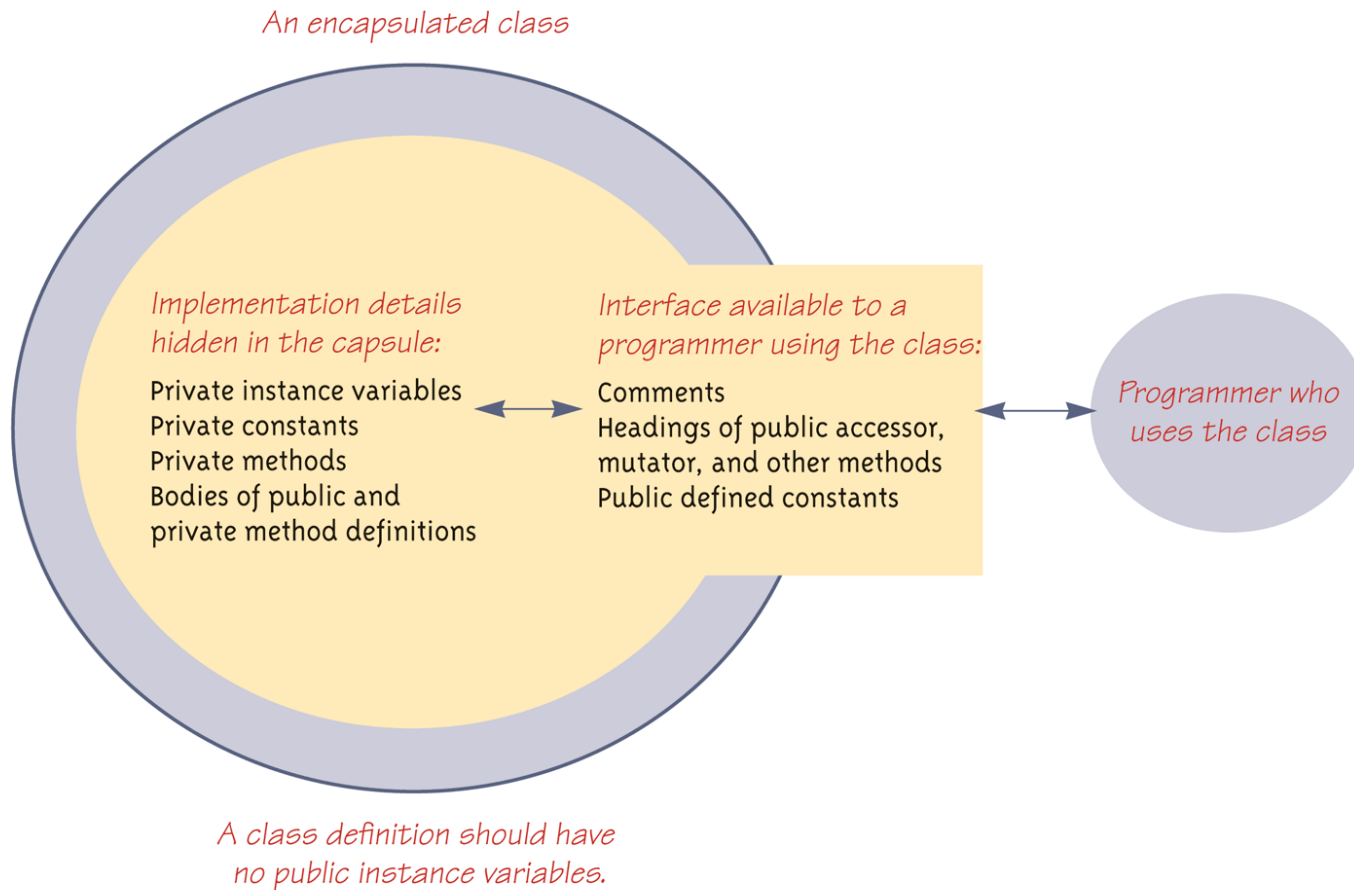 An encapsulated class
Implementation details
hidden in the capsule:
Private instance variables
Private constants
Private methods
Bodies of public and
private method definitions
Interface available to a
programmer using the class:
Comments
Headings of public accessor,
mutator, and other methods
Public defined constants
Programmer who
uses the class
A class definition should have
no public instance variables.